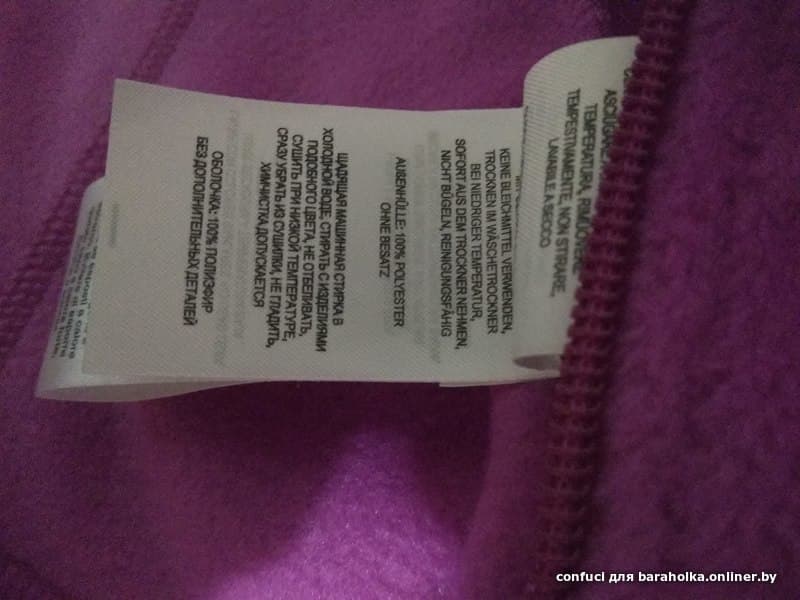 ASCIUGARE
TEMPERATURA, RIMUOVERE
TEMPESTIVAMENTE, NON STIRARE,
LAVABILE A SECCO
KEINE BLEICHMITTEL VERWENDEN,
TROCKNEN IM WÄSCHETROCKNER
BEI NIEDRIGER TEMPERATUR,
SOFORT AUS DEM TROCKNER NEHMEN,
NICHT BÜGELN, REINIGUNGSFÄHIG
AUßENHÜLLE: 100% POLYESTER
OHNE BESATZ
ЩАДЯЩАЯ МАШИННАЯ СТИРКА В
ХОЛОДНОЙ ВОДЕ, СТИРАТЬ С ИЗДЕЛИЯМИ
ПОДОБНОГО ЦВЕТА, НЕ ОТБЕЛИВАТЬ,
СУШИТЬ ПРИ НИЗКОЙ ТЕМПЕРАТУРЕ,
СРАЗУ УБРАТЬ ИЗ СУШИЛКИ, НЕ ГЛАДИТЬ,
ХИМЧИСТКА ДОПУСКАЕТСЯ
ОБОЛОЧКА: 100% ПОЛИЭФИР
БЕЗ ДОПОЛНИТЕЛЬНЫХ ДЕТАЛЕЙ
confuci для baraholka.onliner.by